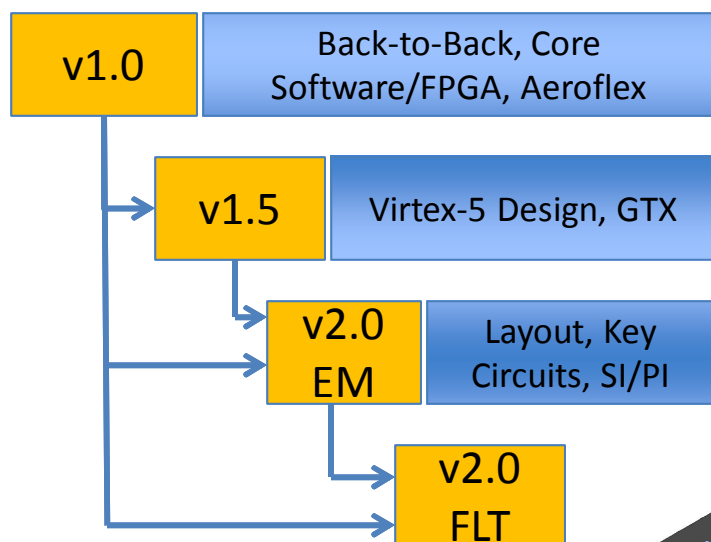 v1.0
Back-to-Back, Core
Software/FPGA, Aeroflex
v1.5
Virtex-5 Design, GTX
v2.0
EM
Layout, Key
Circuits, SI/PI
v2.0
FLT